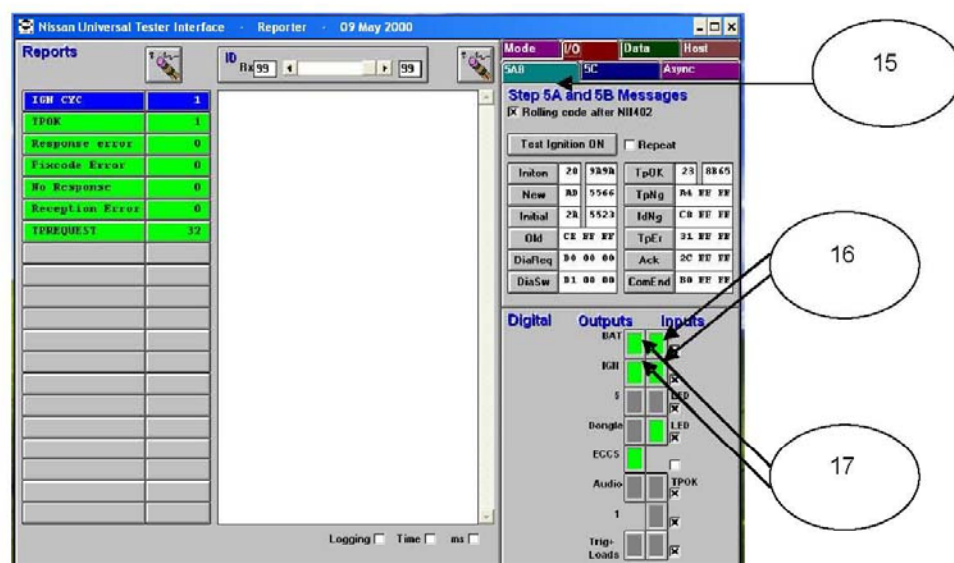 Nissan Universal Tester Interface - Reporter - 09 May 2000
Reports
ID
Rx 99 99
IGN CYC 1
TPOK 1
Response error 0
Fixcode Error 0
No Response 0
Reception Error 0
TPREQUEST 32
Logging Time ms
Mode I/O Data Host
5AB 5C Async
Step 5A and 5B Messages
Rolling code after NII402
Test Ignition ON Repeat
Initon 20 9A9A TpOK 23 8B65
New AD 5566 TpNg A4 FF FF
Initial 2A 5523 IdNg C8 FF FF
Old CE FF FF TpEr 31 FF FF
DiaReq B0 00 00 Ack 2C FF FF
DiaSw B1 00 00 ComEnd B0 FF FF
Digital Outputs Inputs
BAT
IGN
5 LED
Dongle LED
ECCS
Audio TPOK
1
Trig+
Loads
15
16
17